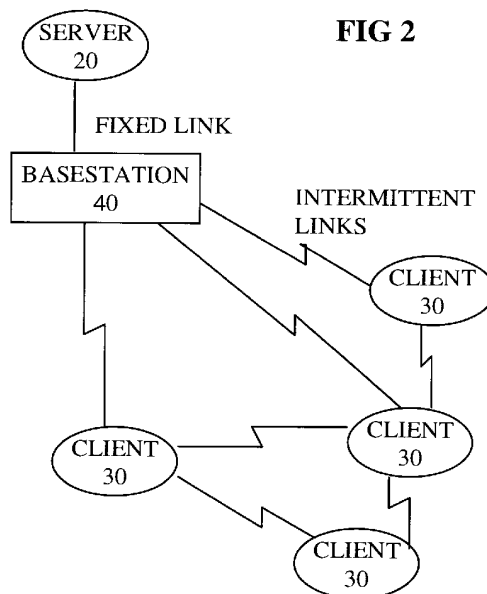 FIG 2
SERVER
20
FIXED LINK
BASESTATION
40
INTERMITTENT
LINKS
CLIENT
30
CLIENT
30
CLIENT
30
CLIENT
30